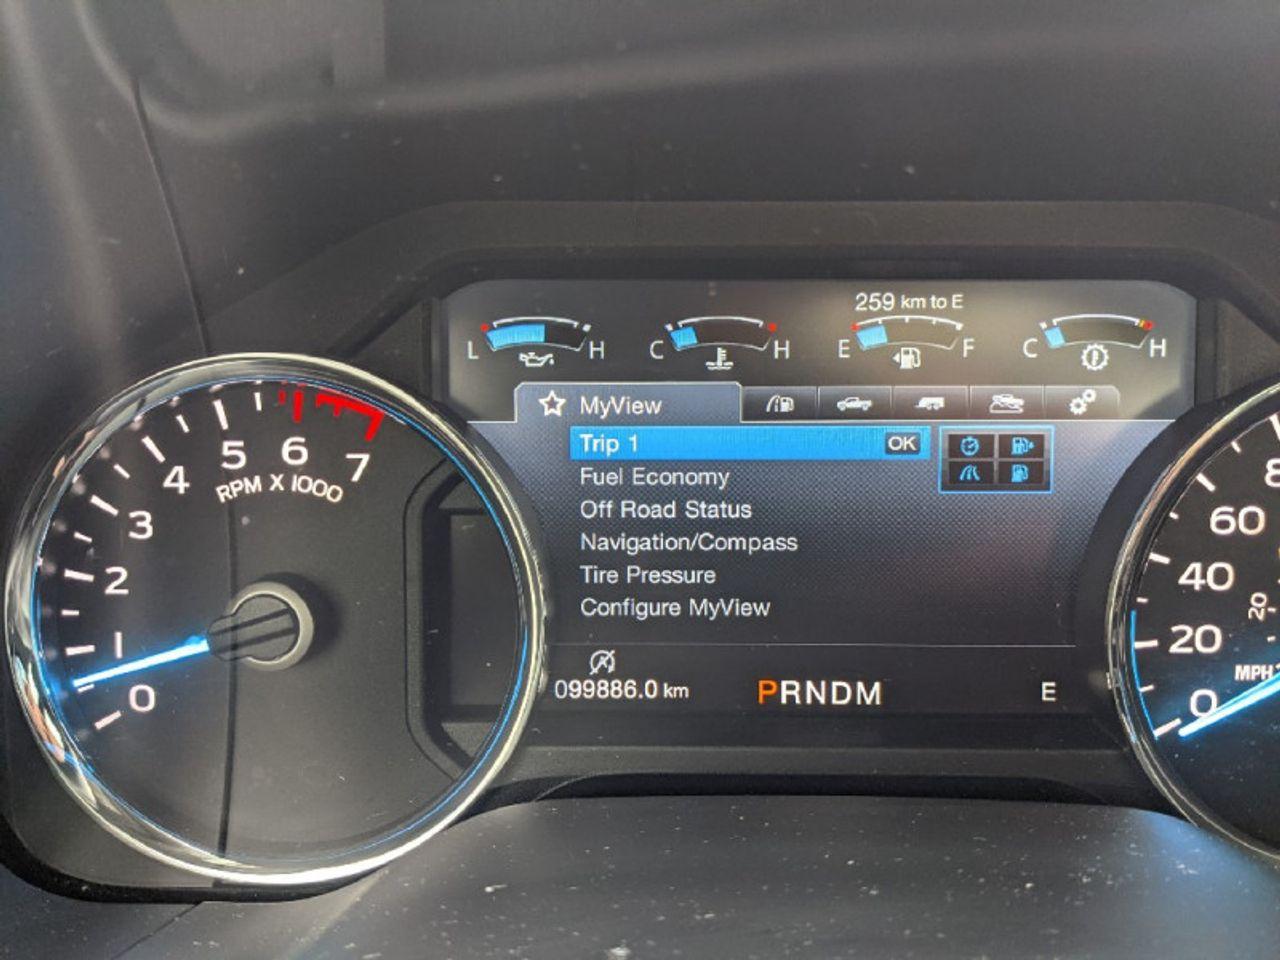 259 km to E
L H
C H
E F
C H
MyView
Trip 1 OK
Fuel Economy
Off Road Status
Navigation/Compass
Tire Pressure
Configure MyView
099886.0 km
PRNDM
E
0
1
2
3
4
5
6
7
RPM X 1000
0
20
40
60
8
20
MPH